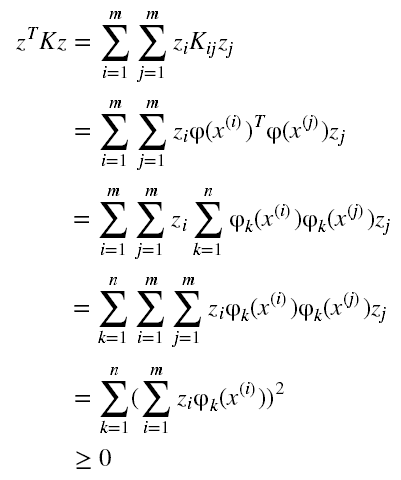 z^T Kz = \sum_{i=1}^{m} \sum_{j=1}^{m} z_i K_{ij} z_j
= \sum_{i=1}^{m} \sum_{j=1}^{m} z_i φ(x^{(i)})^T φ(x^{(j)}) z_j
= \sum_{i=1}^{m} \sum_{j=1}^{m} z_i \sum_{k=1}^{n} φ_k(x^{(i)}) φ_k(x^{(j)}) z_j
= \sum_{k=1}^{n} \sum_{i=1}^{m} \sum_{j=1}^{m} z_i φ_k(x^{(i)}) φ_k(x^{(j)}) z_j
= \sum_{k=1}^{n} (\sum_{i=1}^{m} z_i φ_k(x^{(i)}))^2
≥ 0